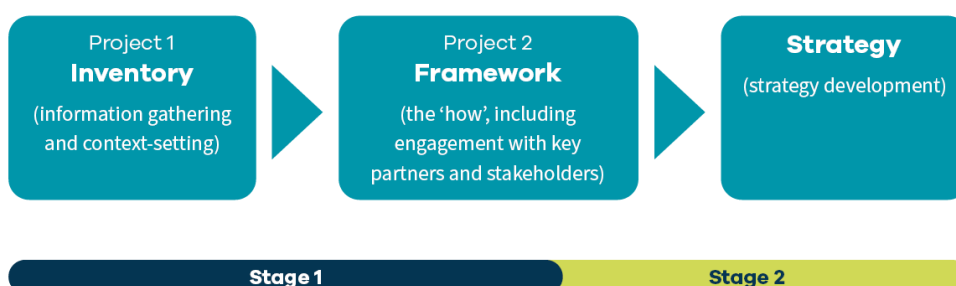 Project 1
Inventory
(information gathering
and context-setting)
Project 2
Framework
(the ‘how’, including
engagement with key
partners and stakeholders)
Strategy
(strategy development)
Stage 1
Stage 2